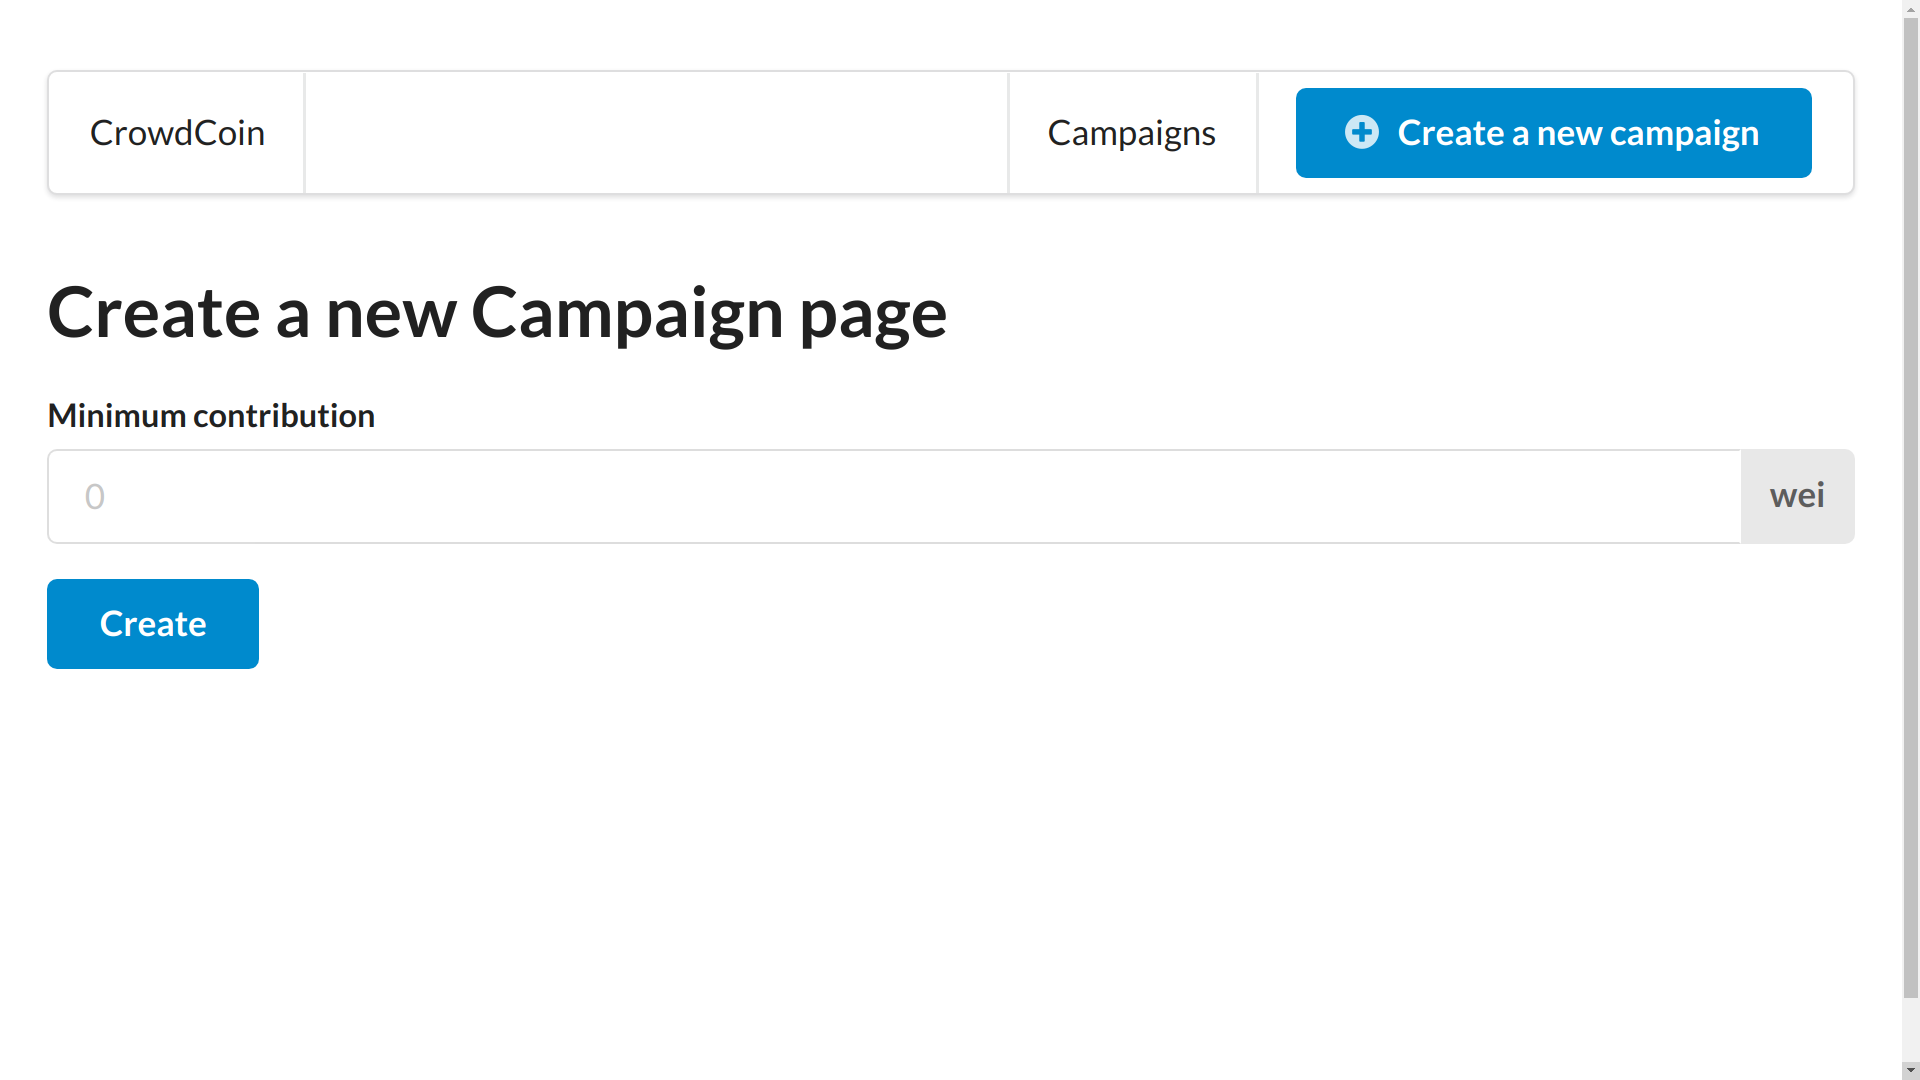 CrowdCoin
Campaigns
Create a new campaign
Create a new Campaign page
Minimum contribution
0
wei
Create